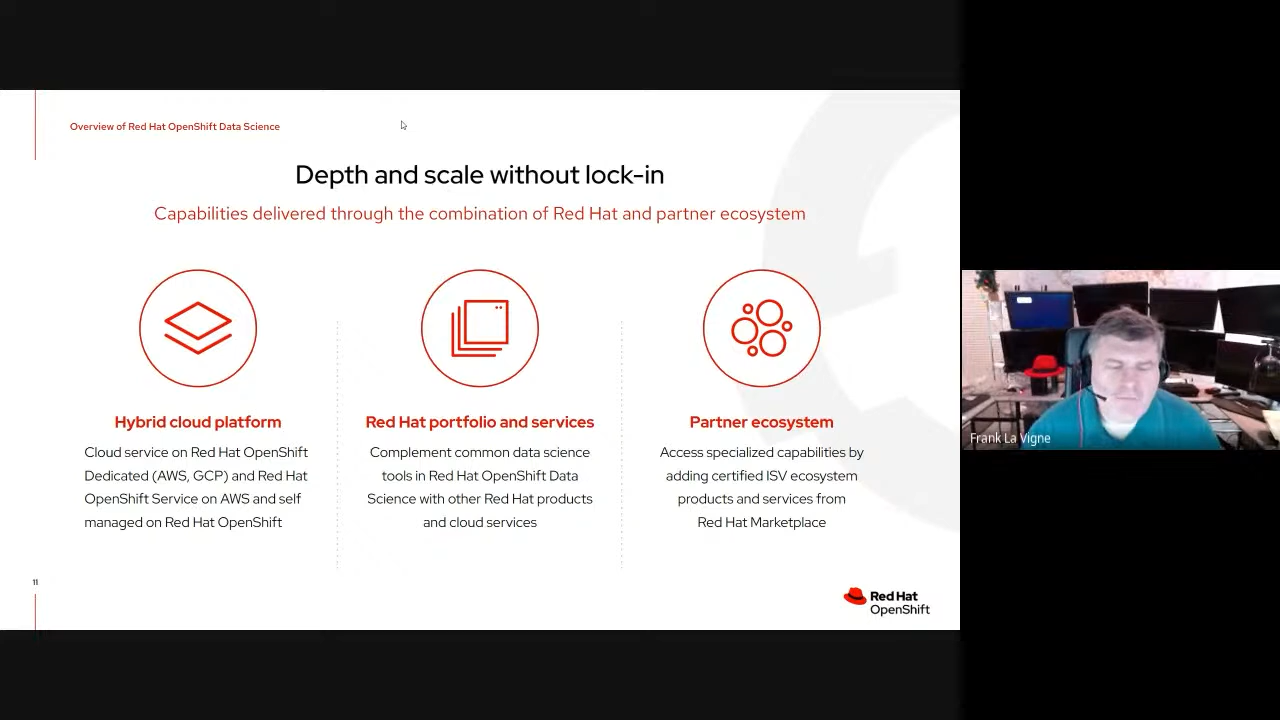 Overview of Red Hat OpenShift Data Science
Depth and scale without lock-in
Capabilities delivered through the combination of Red Hat and partner ecosystem
Hybrid cloud platform
Cloud service on Red Hat OpenShift
Dedicated (AWS, GCP) and Red Hat
OpenShift Service on AWS and self
managed on Red Hat OpenShift
Red Hat portfolio and services
Complement common data science
tools in Red Hat OpenShift Data
Science with other Red Hat products
and cloud services
Partner ecosystem
Access specialized capabilities by
adding certified ISV ecosystem
products and services from
Red Hat Marketplace
11
Red Hat
OpenShift
Frank La Vigne